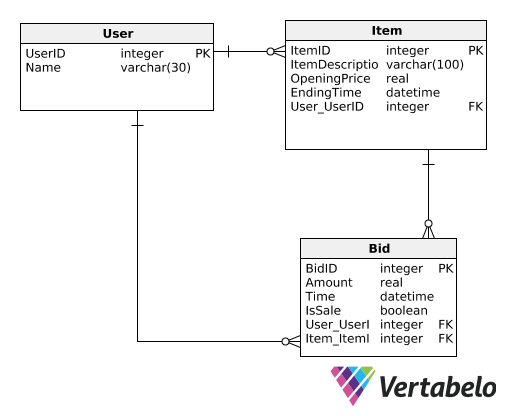 User
UserID integer PK
Name varchar(30)
Item
ItemID integer PK
ItemDescriptio varchar(100)
OpeningPrice real
EndingTime datetime
User_UserID integer FK
Bid
BidID integer PK
Amount real
Time datetime
IsSale boolean
User_UserI integer FK
Item_ItemI integer FK
Vertabelo